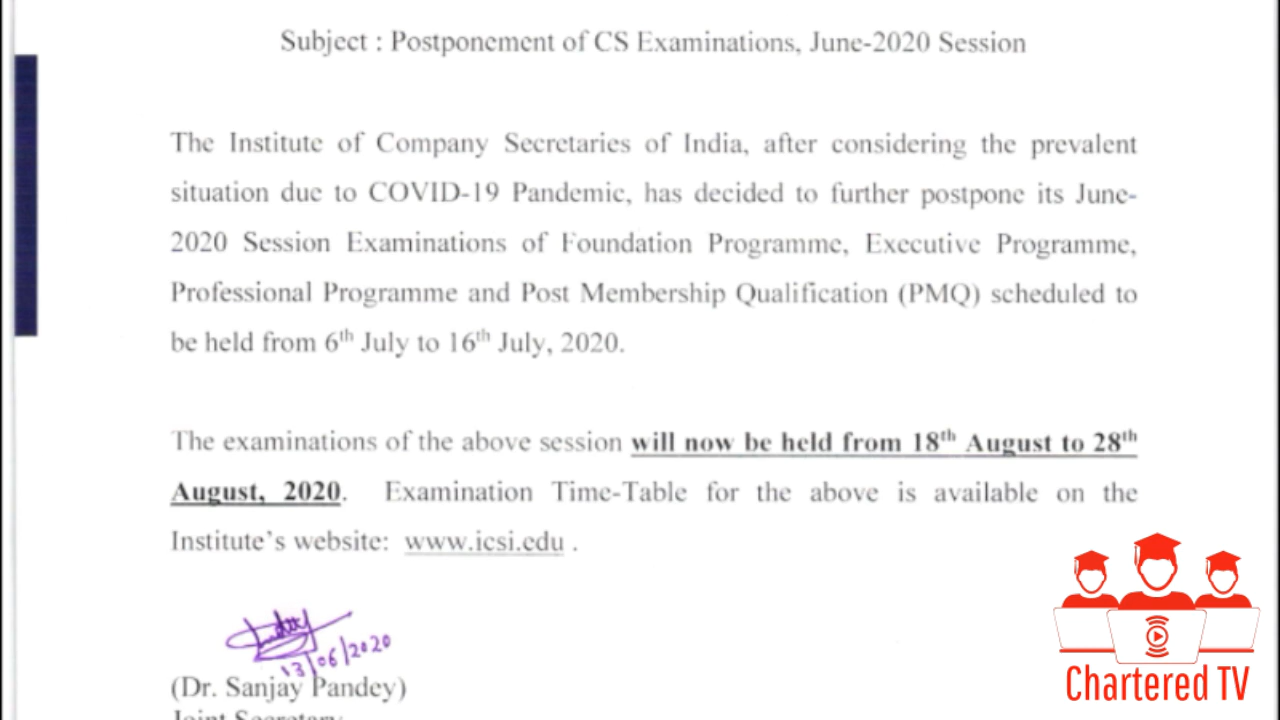 Subject : Postponement of CS Examinations, June-2020 Session
The Institute of Company Secretaries of India, after considering the prevalent
situation due to COVID-19 Pandemic, has decided to further postpone its June-
2020 Session Examinations of Foundation Programme, Executive Programme,
Professional Programme and Post Membership Qualification (PMQ) scheduled to
be held from 6th July to 16th July, 2020.
The examinations of the above session will now be held from 18th August to 28th
August, 2020. Examination Time-Table for the above is available on the
Institute's website: www.icsi.edu .
13/06/2020
(Dr. Sanjay Pandey)
Joint Secretary
Chartered TV